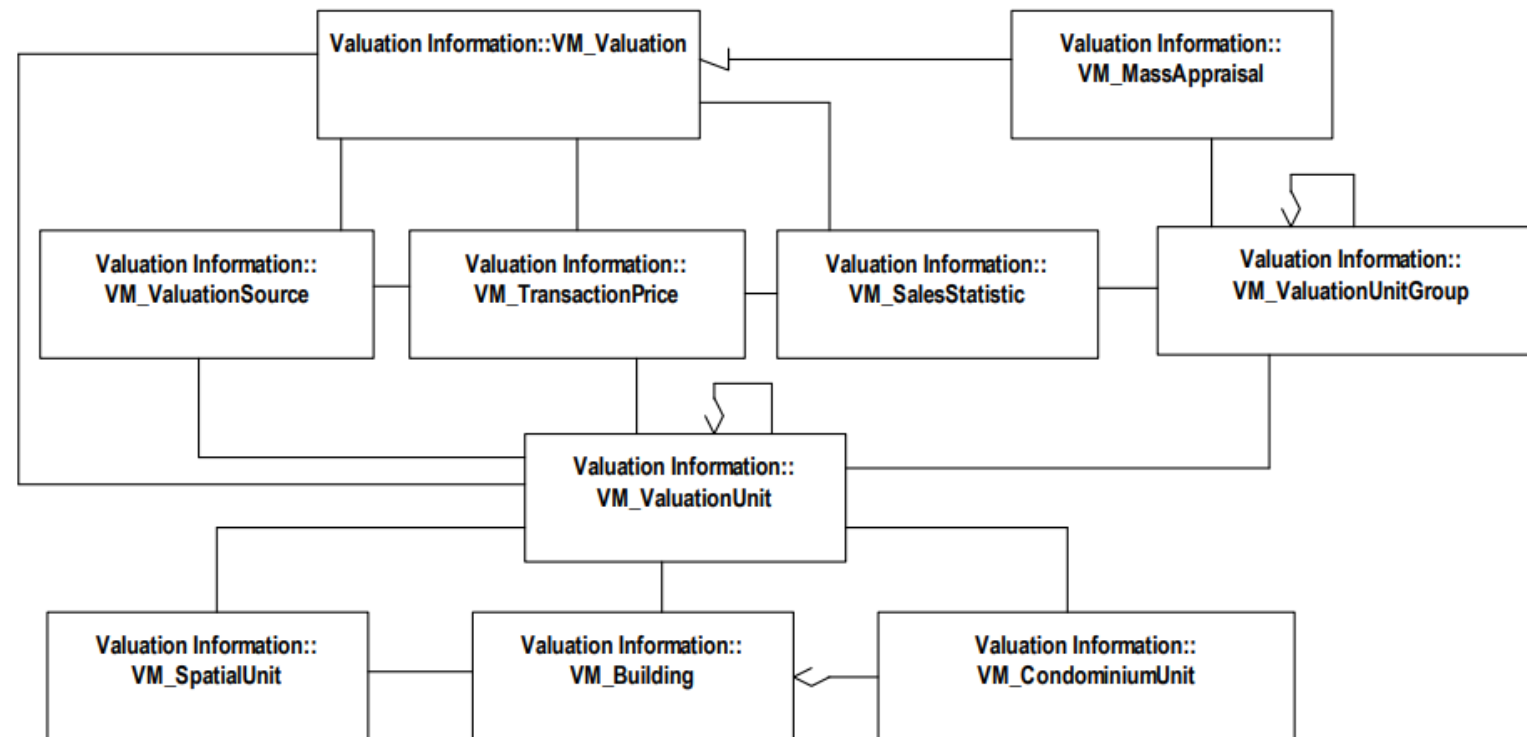 Valuation Information::VM_Valuation
Valuation Information::
VM_MassAppraisal
Valuation Information::
VM_ValuationSource
Valuation Information::
VM_TransactionPrice
Valuation Information::
VM_SalesStatistic
Valuation Information::
VM_ValuationUnitGroup
Valuation Information::
VM_ValuationUnit
Valuation Information::
VM_SpatialUnit
Valuation Information::
VM_Building
Valuation Information::
VM_CondominiumUnit